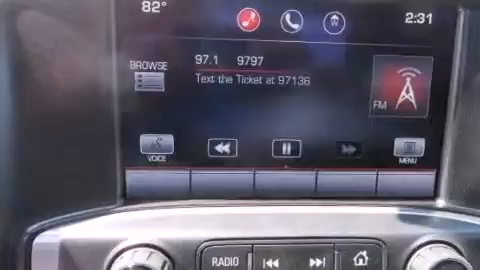 82° 2:31
BROWSE
97.1 9797
Text the Ticket at 97136
FM
VOICE
MENU
RADIO